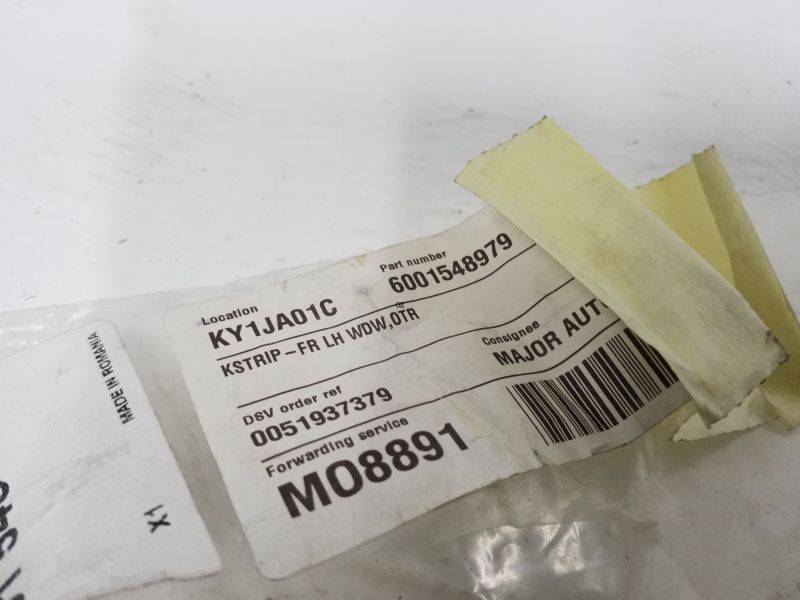 Location
KY1JA01C
Part number
6001548979
KSTRIP-FR LH WDW,OTR
DSV order ref
0051937379
Consignee
MAJOR AUTO
Forwarding service
MO8891
MADE IN ROMANIA
X1